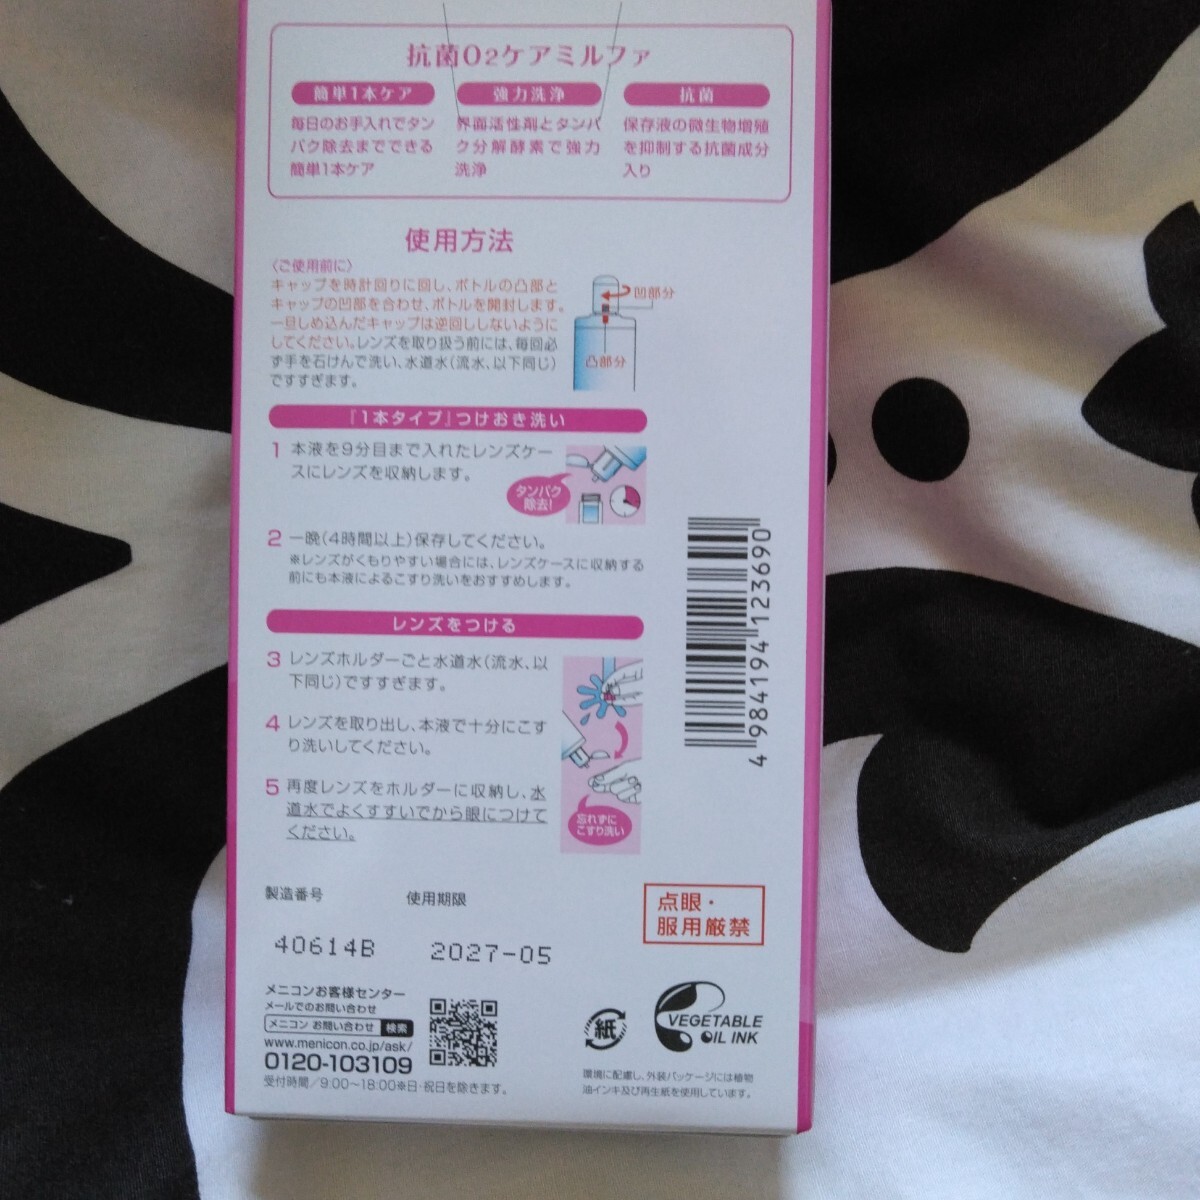 抗菌O2ケアミルファ
簡単1本ケア
毎日のお手入れでタン
パク除去までできる
簡単1本ケア
強力洗浄
界面活性剤とタンパ
ク分解酵素で強力
洗浄
抗菌
保存液の微生物増殖
を抑制する抗菌成分
入り
使用方法
〈ご使用前に〉
キャップを時計回りに回し、ボトルの凸部と
キャップの凹部を合わせ、ボトルを開封します。
一旦しめ込んだキャップは逆回ししないように
してください。レンズを取り扱う前には、毎回必
ず手を石けんで洗い、水道水(流水、以下同じ)
ですすぎます。
凹部分
凸部分
『1本タイプ』つけおき洗い
1 本液を9分目まで入れたレンズケー
スにレンズを収納します。
タンパク
除去!
2 一晩(4時間以上)保存してください。
※レンズがくもりやすい場合には、レンズケースに収納する
前にも本液によるこすり洗いをおすすめします。
レンズをつける
3 レンズホルダーごと水道水(流水、以
下同じ)ですすぎます。
4 レンズを取り出し、本液で十分にこす
り洗いしてください。
5 再度レンズをホルダーに収納し、水
道水でよくすすいでから眼につけて
ください。
忘れずに
こすり洗い
4 984194 123690
製造番号 使用期限
40614B 2027-05
点眼・
服用厳禁
メニコンお客様センター
メールでのお問い合わせ
メニコン お問い合わせ 検索
www.menicon.co.jp/ask/
0120-103109
受付時間/9:00〜18:00※日・祝日を除きます。
紙
VEGETABLE
OIL INK
環境に配慮し、外装パッケージには植物
油インキ及び再生紙を使用しています。